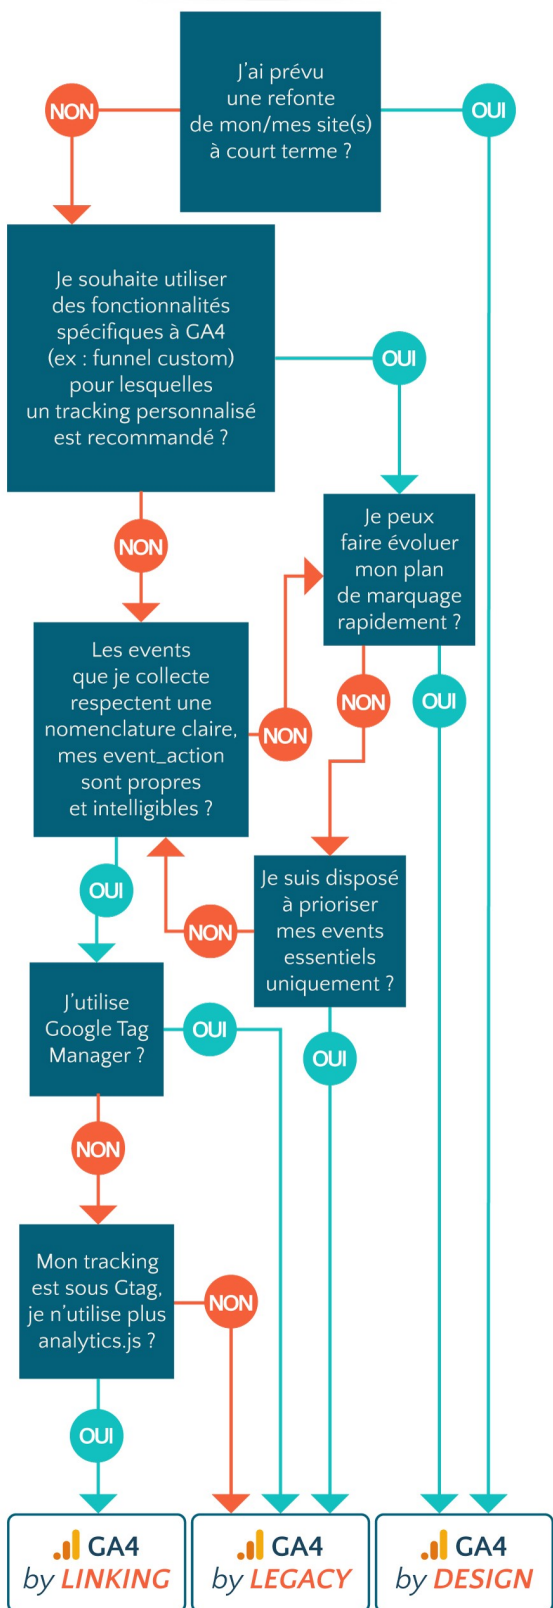 J'ai prévu
une refonte
de mon/mes site(s)
à court terme ?
NON
OUI
Je souhaite utiliser
des fonctionnalités
spécifiques à GA4
(ex : funnel custom)
pour lesquelles
un tracking personnalisé
est recommandé ?
OUI
NON
Je peux
faire évoluer
mon plan
de marquage
rapidement ?
Les events
que je collecte
respectent une
nomenclature claire,
mes event_action
sont propres
et intelligibles ?
NON
NON
OUI
OUI
Je suis disposé
à prioriser
mes events
essentiels
uniquement ?
NON
J'utilise
Google Tag
Manager ?
OUI
OUI
NON
Mon tracking
est sous Gtag,
je n'utilise plus
analytics.js ?
NON
OUI
GA4
by LINKING
GA4
by LEGACY
GA4
by DESIGN